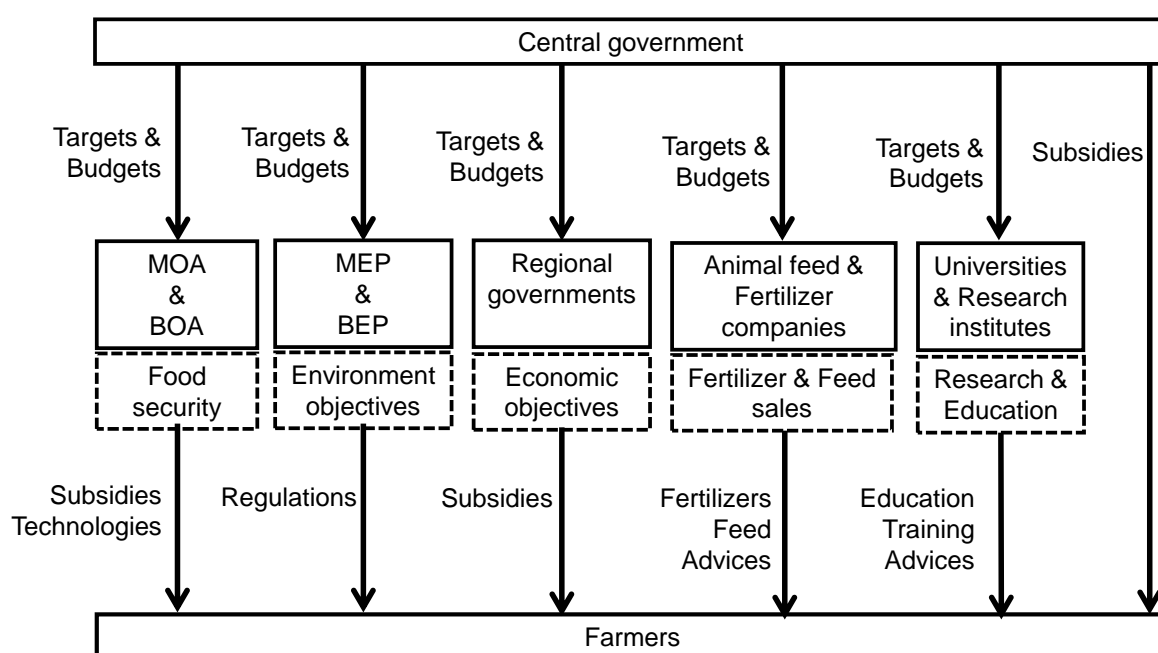 Central government
Targets &
Budgets
Targets &
Budgets
Targets &
Budgets
Targets &
Budgets
Targets &
Budgets
Subsidies
MOA
&
BOA
MEP
&
BEP
Regional
governments
Animal feed &
Fertilizer
companies
Universities
& Research
institutes
Food
security
Environment
objectives
Economic
objectives
Fertilizer & Feed
sales
Research &
Education
Subsidies
Technologies
Regulations
Subsidies
Fertilizers
Feed
Advices
Education
Training
Advices
Farmers